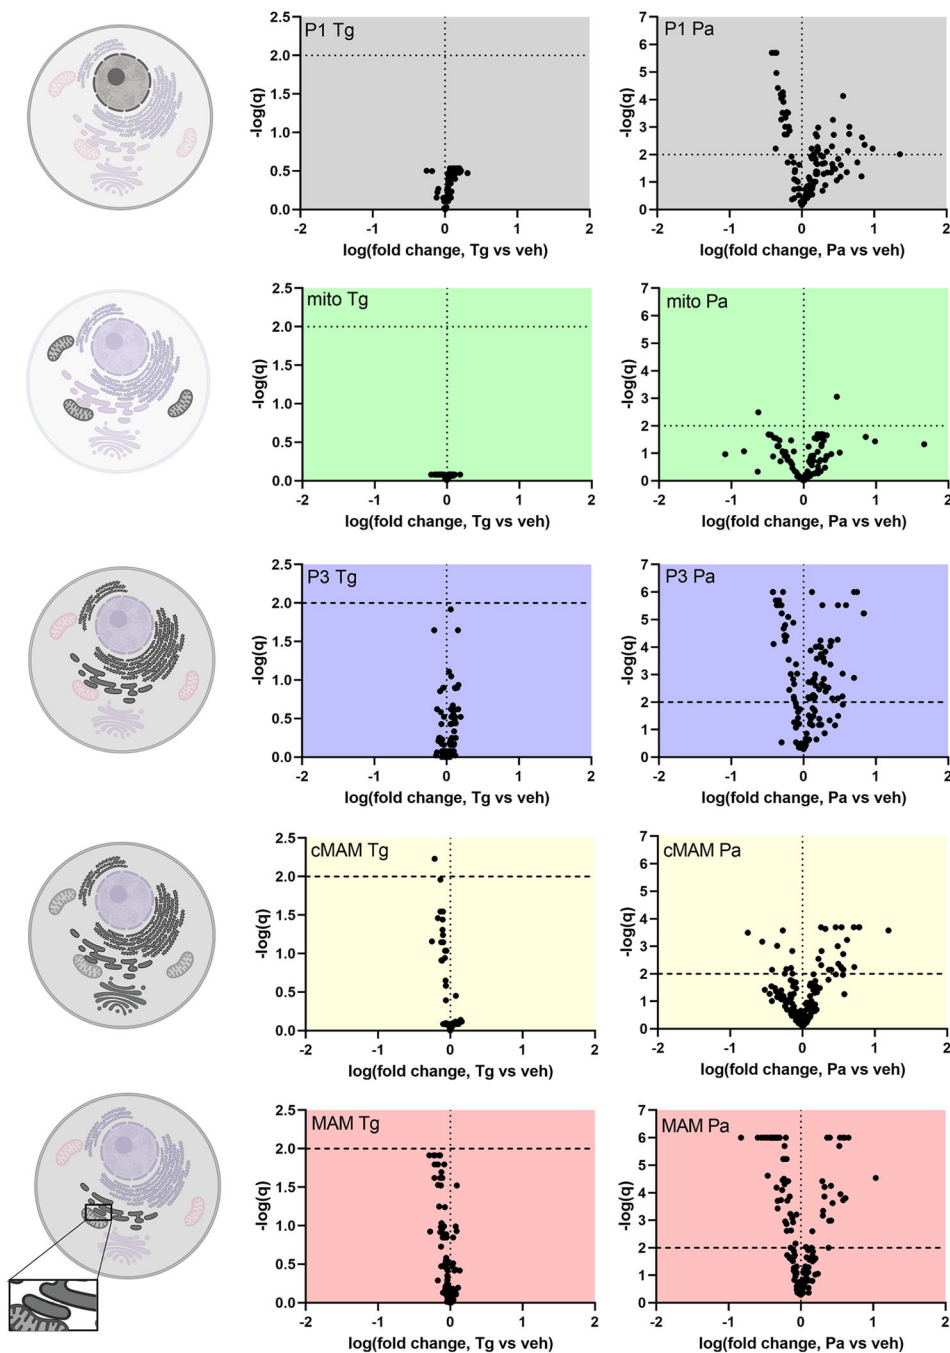 P1 Tg
-log(q)
2.5
2.0
1.5
1.0
0.5
0.0
-2 -1 0 1 2
log(fold change, Tg vs veh)
P1 Pa
-log(q)
7
6
5
4
3
2
1
0
-2 -1 0 1 2
log(fold change, Pa vs veh)
mito Tg
-log(q)
2.5
2.0
1.5
1.0
0.5
0.0
-2 -1 0 1 2
log(fold change, Tg vs veh)
mito Pa
-log(q)
7
6
5
4
3
2
1
0
-2 -1 0 1 2
log(fold change, Pa vs veh)
P3 Tg
-log(q)
2.5
2.0
1.5
1.0
0.5
0.0
-2 -1 0 1 2
log(fold change, Tg vs veh)
P3 Pa
-log(q)
7
6
5
4
3
2
1
0
-2 -1 0 1 2
log(fold change, Pa vs veh)
cMAM Tg
-log(q)
2.5
2.0
1.5
1.0
0.5
0.0
-2 -1 0 1 2
log(fold change, Tg vs veh)
cMAM Pa
-log(q)
7
6
5
4
3
2
1
0
-2 -1 0 1 2
log(fold change, Pa vs veh)
MAM Tg
-log(q)
2.5
2.0
1.5
1.0
0.5
0.0
-2 -1 0 1 2
log(fold change, Tg vs veh)
MAM Pa
-log(q)
7
6
5
4
3
2
1
0
-2 -1 0 1 2
log(fold change, Pa vs veh)